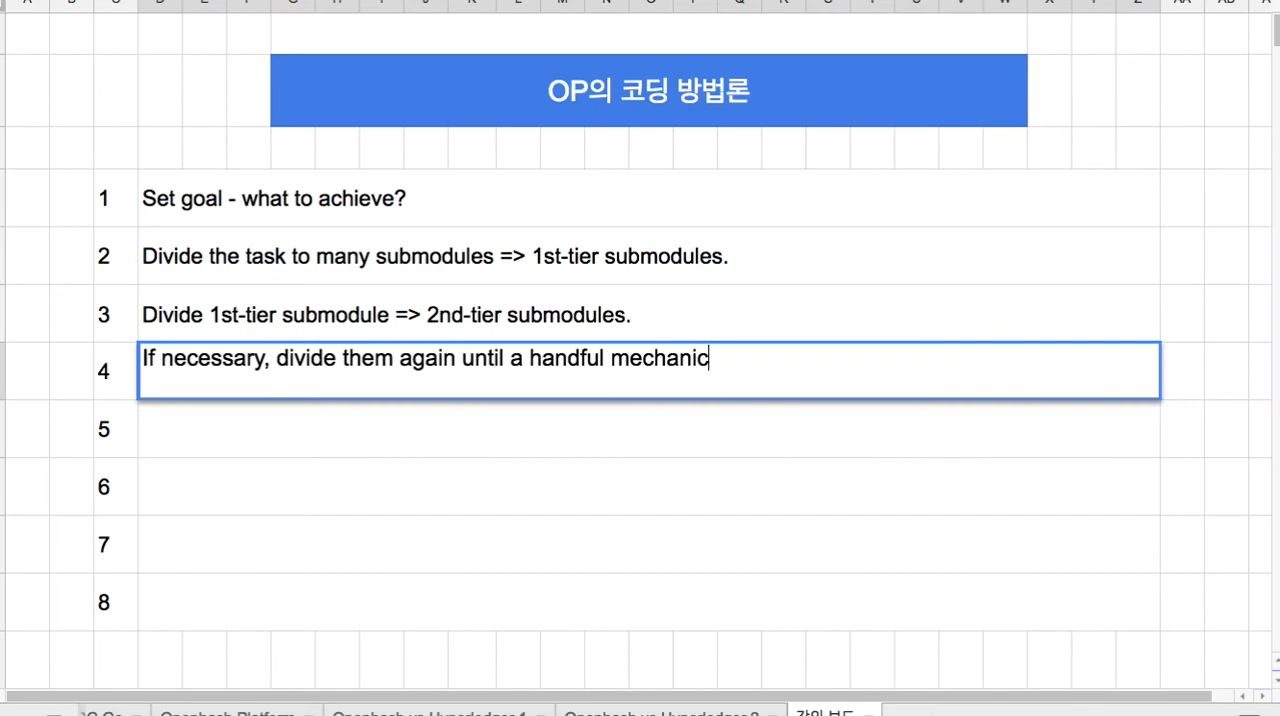 OP의 코딩 방법론
1 Set goal - what to achieve?
2 Divide the task to many submodules => 1st-tier submodules.
3 Divide 1st-tier submodule => 2nd-tier submodules.
4 If necessary, divide them again until a handful mechanic
5
6
7
8